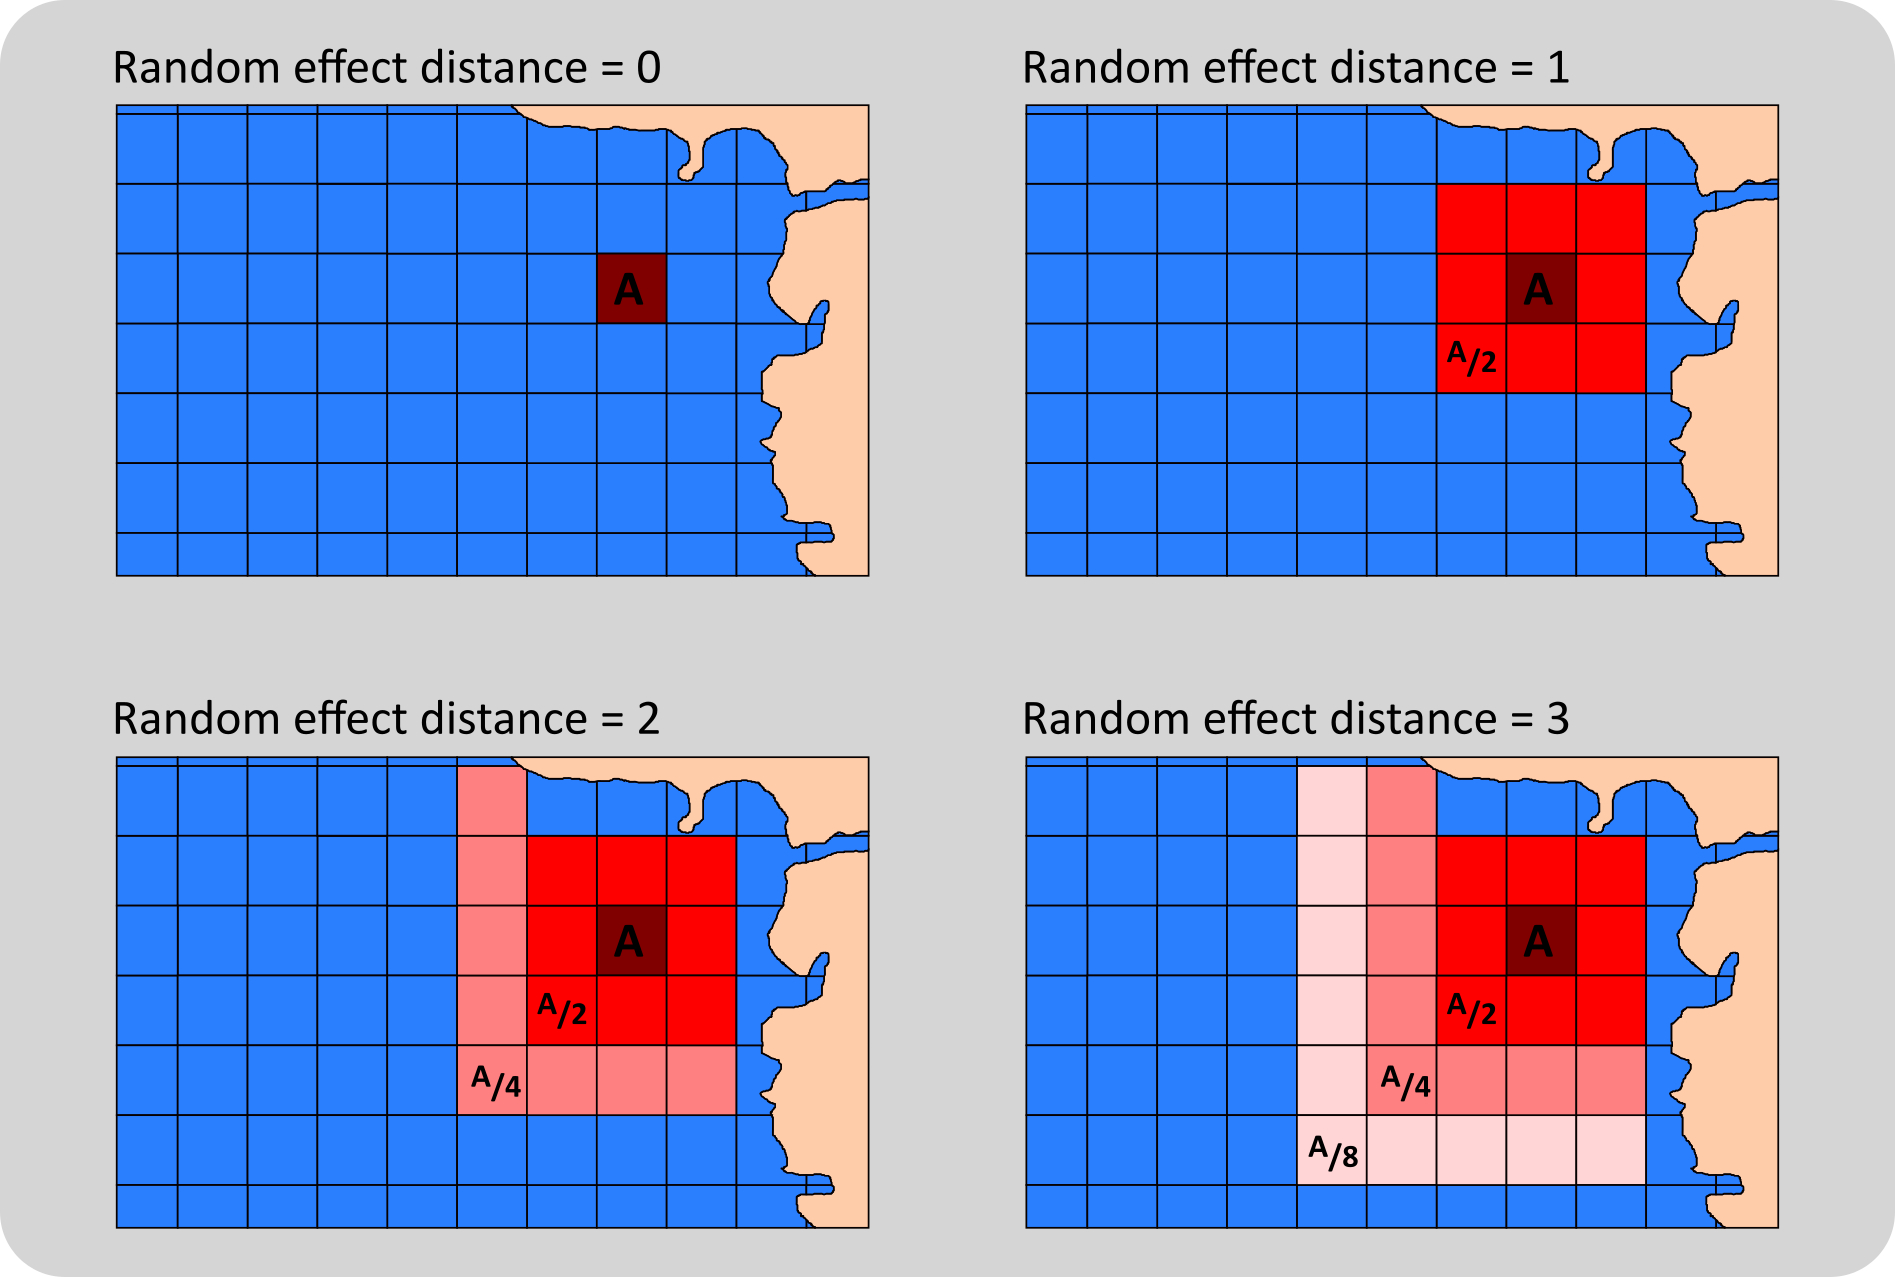 Random effect distance = 0
A
Random effect distance = 1
A
A/2
Random effect distance = 2
A
A/2
A/4
Random effect distance = 3
A
A/2
A/4
A/8